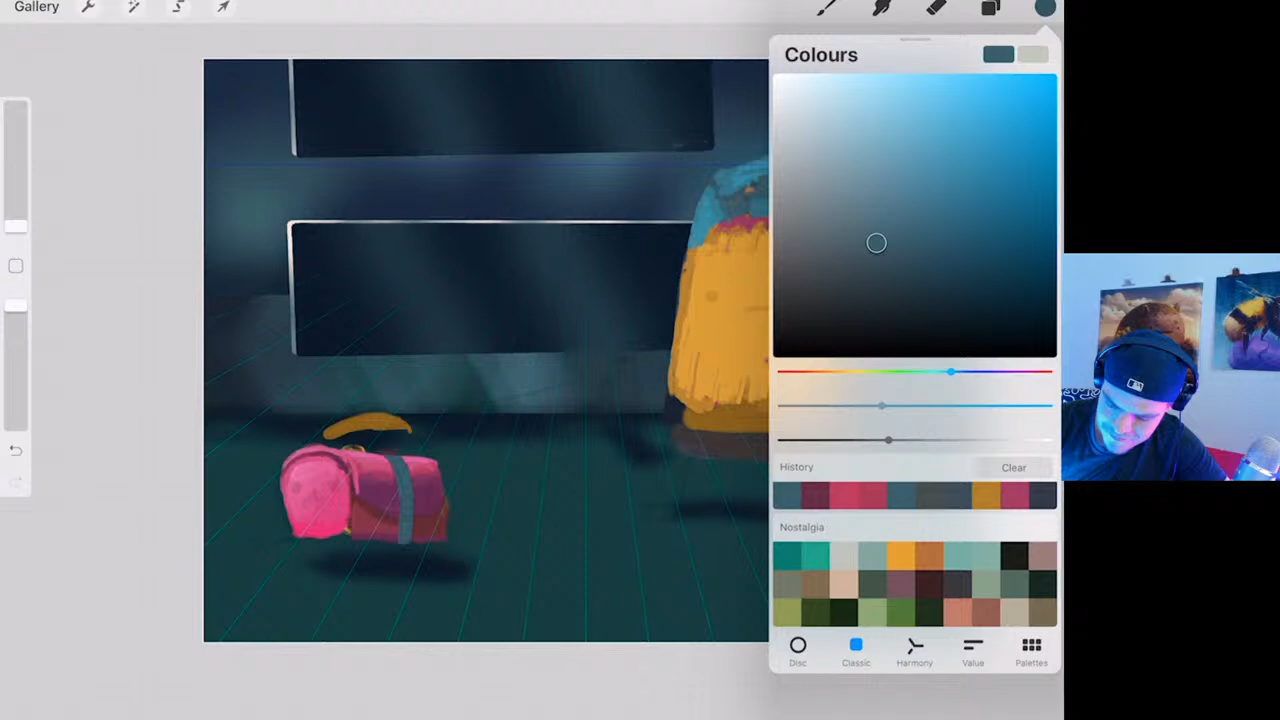 Gallery
Colours
History
Clear
Nostalgia
Disc
Classic
Harmony
Value
Palettes